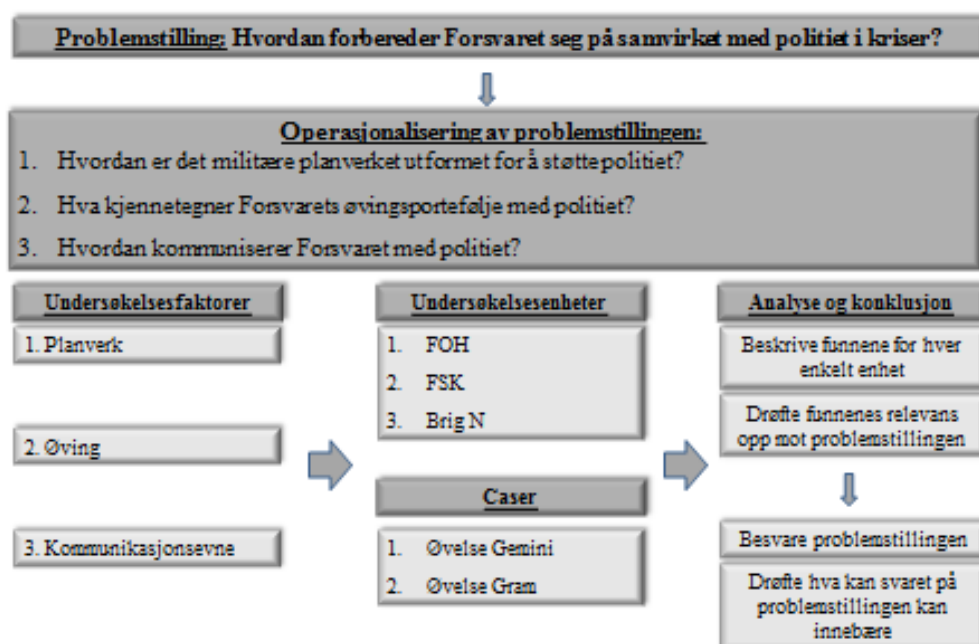 Problemstilling: Hvordan forbereder Forsvaret seg på samvirket med politiet i kriser?
Operasjonalisering av problemstillingen:
1. Hvordan er det militære planverket utformet for å støtte politiet?
2. Hva kjennetegner Forsvarets øvingsportefølje med politiet?
3. Hvordan kommuniserer Forsvaret med politiet?
Undersøkelsesfaktorer
1. Planverk
2. Øving
3. Kommunikasjonsevne
Undersøkelsesenheter
1. FOH
2. FSK
3. Brig N
Caser
1. Øvelse Gemini
2. Øvelse Gram
Analyse og konklusjon
Beskrive funnene for hver
enkelt enhet
Drøfte funnenes relevans
opp mot problemstillingen
Besvare problemstillingen
Drøfte hva kan svaret på
problemstillingen kan
innebære